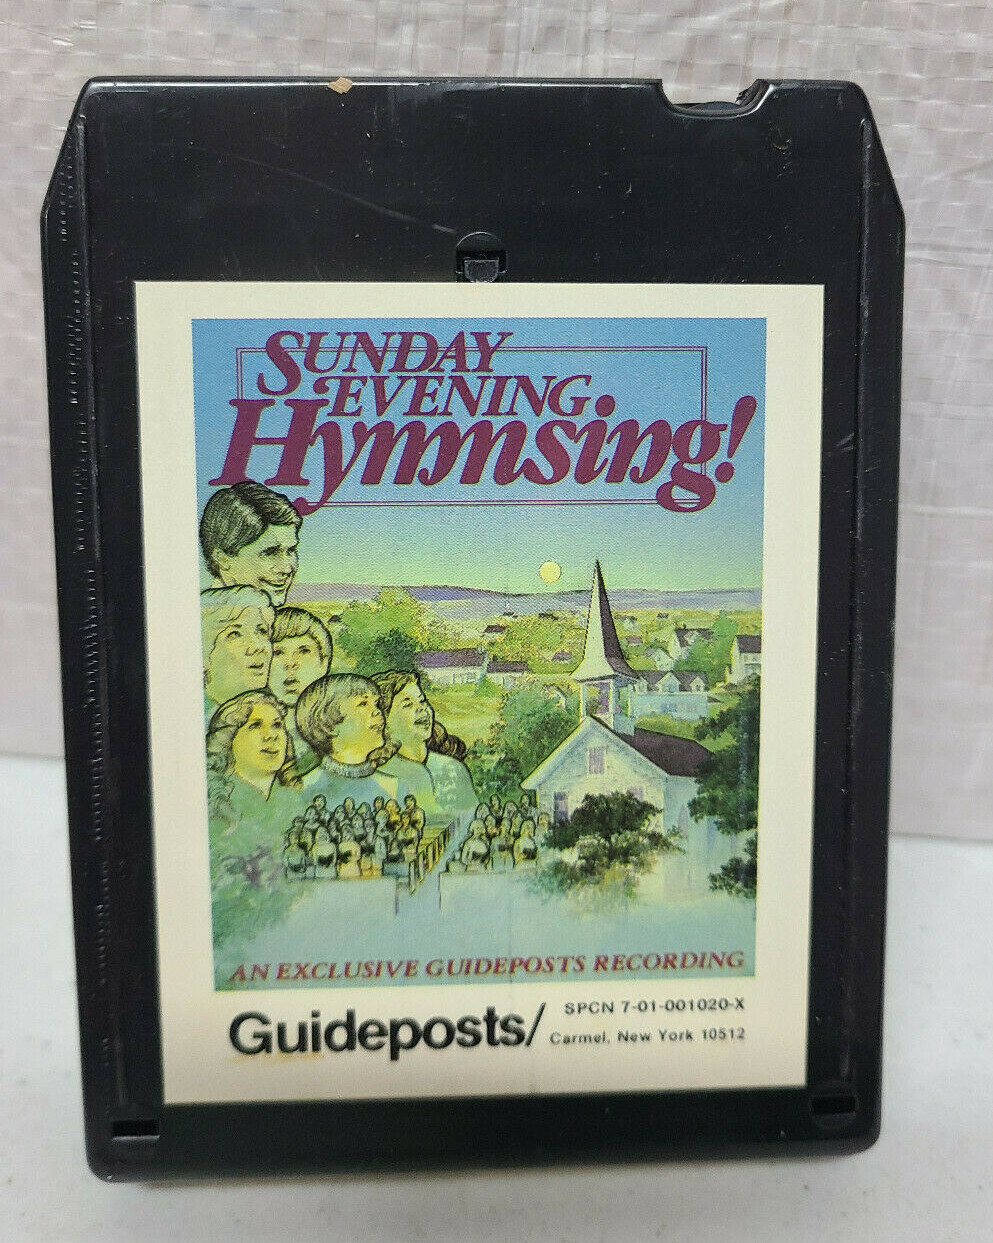 SUNDAY
EVENING
Hymnsing!
AN EXCLUSIVE GUIDEPOSTS RECORDING
Guideposts/
SPCN 7-01-001020-X
Carmel, New York 10512